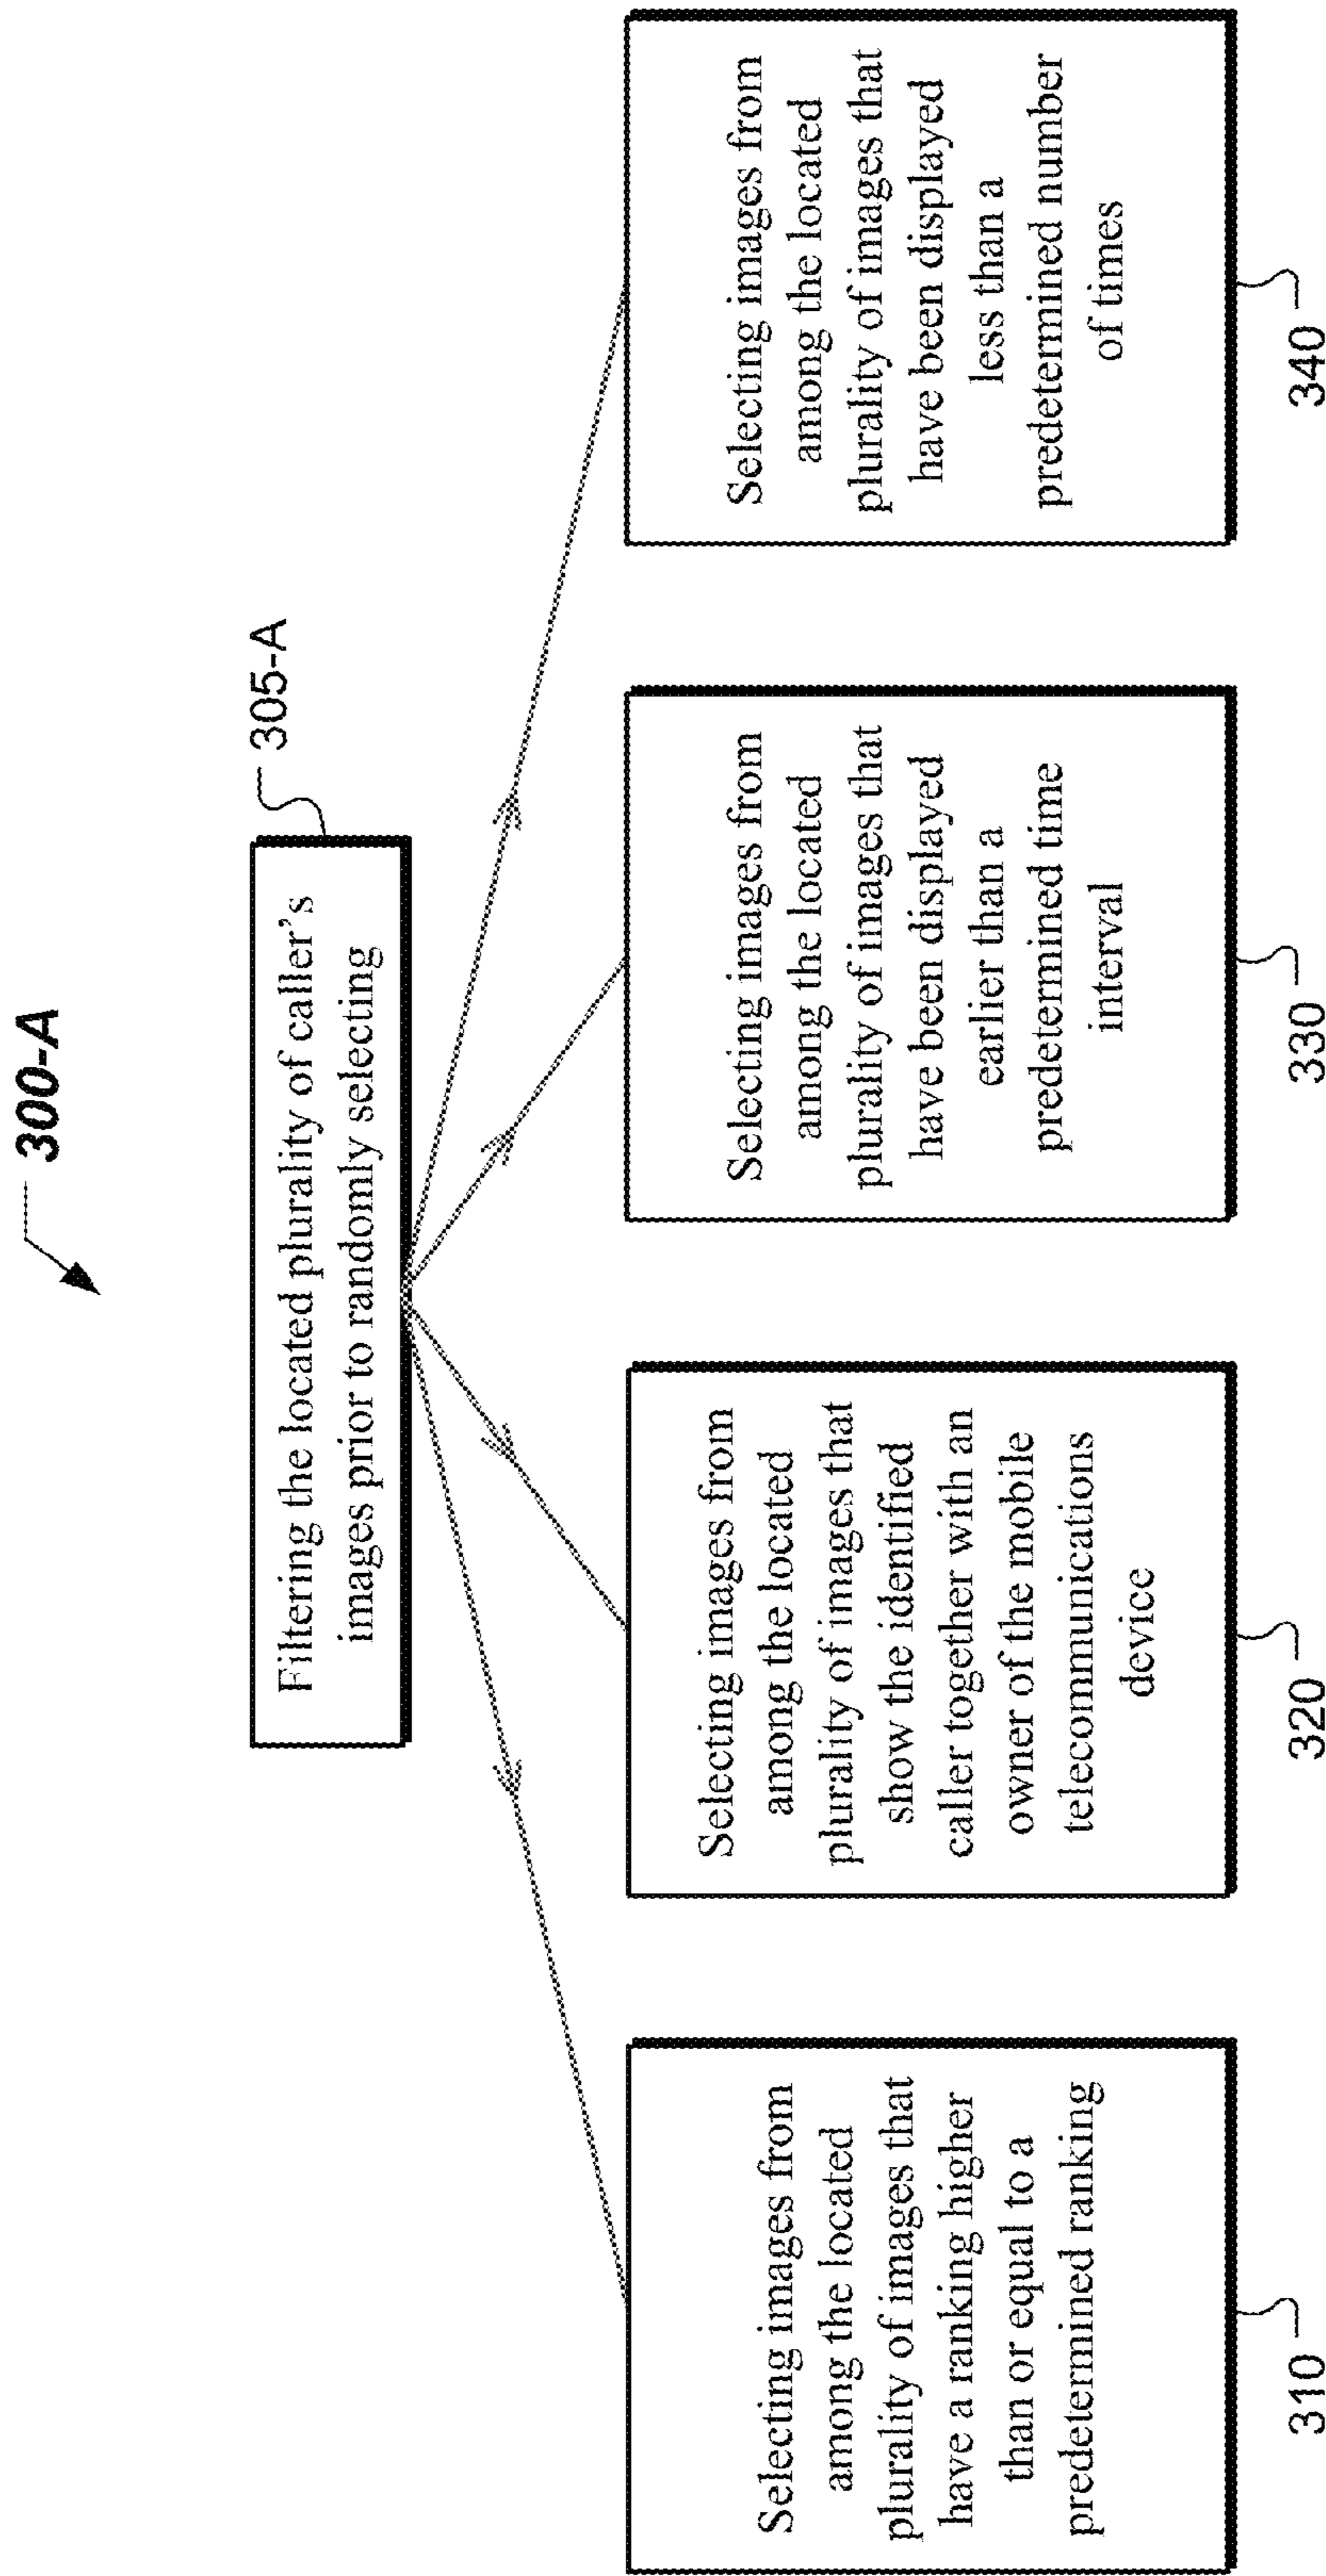 300-A
305-A
Filtering the located plurality of caller's
images prior to randomly selecting
Selecting images from
among the located
plurality of images that
have a ranking higher
than or equal to a
predetermined ranking
310
Selecting images from
among the located
plurality of images that
show the identified
caller together with an
owner of the mobile
telecommunications
device
320
Selecting images from
among the located
plurality of images that
have been displayed
earlier than a
predetermined time
interval
330
Selecting images from
among the located
plurality of images that
have been displayed
less than a
predetermined number
of times
340